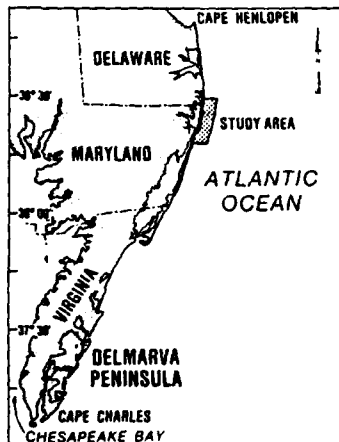 CAPE HENLOPEN
DELAWARE
38° 30'
STUDY AREA
MARYLAND
ATLANTIC
OCEAN
38° 00'
VIRGINIA
37° 30'
DELMARVA
PENINSULA
CAPE CHARLES
CHESAPEAKE BAY